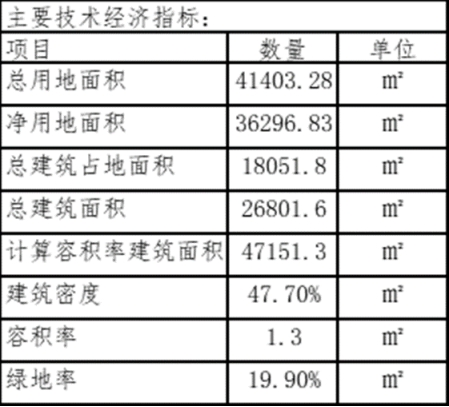 主要技术经济指标：
项目 数量 单位
总用地面积 41403.28 ㎡
净用地面积 36296.83 ㎡
总建筑占地面积 18051.8 ㎡
总建筑面积 26801.6 ㎡
计算容积率建筑面积 47151.3 ㎡
建筑密度 47.70% ㎡
容积率 1.3 ㎡
绿地率 19.90% ㎡